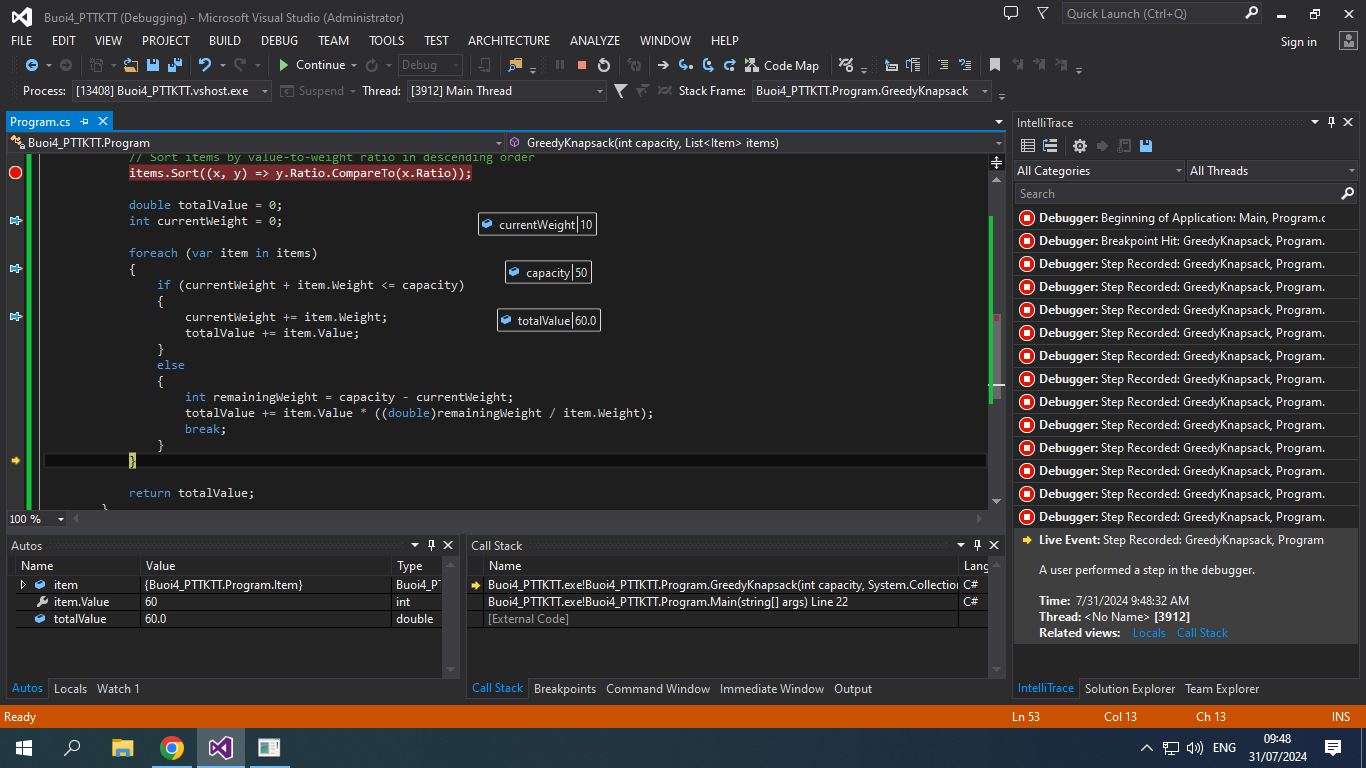 Buoi4_PTTKTT (Debugging) - Microsoft Visual Studio (Administrator)
Quick Launch (Ctrl+Q)
FILE EDIT VIEW PROJECT BUILD DEBUG TEAM TOOLS TEST ARCHITECTURE ANALYZE WINDOW HELP
Sign in
Continue Debug Code Map
Process: [13408] Buoi4_PTTKTT.vshost.exe Suspend Thread: [3912] Main Thread Stack Frame: Buoi4_PTTKTT.Program.GreedyKnapsack
Program.cs
Buoi4_PTTKTT.Program GreedyKnapsack(int capacity, List<Item> items)
// Sort items by value-to-weight ratio in descending order
items.Sort((x, y) => y.Ratio.CompareTo(x.Ratio));
double totalValue = 0;
int currentWeight = 0;
currentWeight 10
foreach (var item in items)
{
capacity 50
if (currentWeight + item.Weight <= capacity)
{
currentWeight += item.Weight;
totalValue 60.0
totalValue += item.Value;
}
else
{
int remainingWeight = capacity - currentWeight;
totalValue += item.Value * ((double)remainingWeight / item.Weight);
break;
}
}
return totalValue;
}
100 %
Autos
Name Value Type
item {Buoi4_PTTKTT.Program.Item} Buoi4_PT
item.Value 60 int
totalValue 60.0 double
Autos Locals Watch 1
Call Stack
Name Lang
Buoi4_PTTKTT.exe!Buoi4_PTTKTT.Program.GreedyKnapsack(int capacity, System.Collection C#
Buoi4_PTTKTT.exe!Buoi4_PTTKTT.Program.Main(string[] args) Line 22 C#
[External Code]
Call Stack Breakpoints Command Window Immediate Window Output
IntelliTrace
All Categories All Threads
Search
Debugger: Beginning of Application: Main, Program.c
Debugger: Breakpoint Hit: GreedyKnapsack, Program.
Debugger: Step Recorded: GreedyKnapsack, Program.
Debugger: Step Recorded: GreedyKnapsack, Program.
Debugger: Step Recorded: GreedyKnapsack, Program.
Debugger: Step Recorded: GreedyKnapsack, Program.
Debugger: Step Recorded: GreedyKnapsack, Program.
Debugger: Step Recorded: GreedyKnapsack, Program.
Debugger: Step Recorded: GreedyKnapsack, Program.
Debugger: Step Recorded: GreedyKnapsack, Program.
Debugger: Step Recorded: GreedyKnapsack, Program.
Debugger: Step Recorded: GreedyKnapsack, Program.
Debugger: Step Recorded: GreedyKnapsack, Program.
Debugger: Step Recorded: GreedyKnapsack, Program.
Live Event: Step Recorded: GreedyKnapsack, Program
A user performed a step in the debugger.
Time: 7/31/2024 9:48:32 AM
Thread: <No Name> [3912]
Related views: Locals Call Stack
IntelliTrace Solution Explorer Team Explorer
Ready Ln 53 Col 13 Ch 13 INS
ENG
09:48
31/07/2024